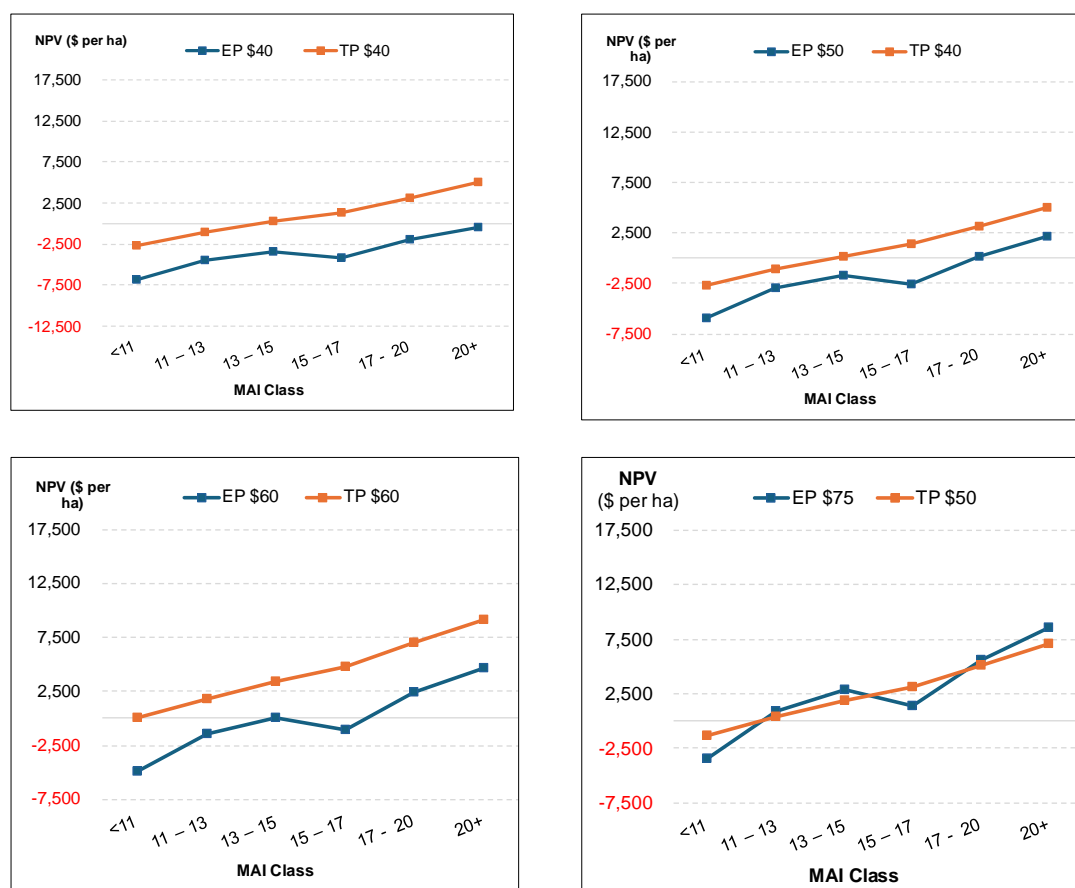 NPV ($ per ha)
EP $40 TP $40
17,500
12,500
7,500
2,500
-2,500
-7,500
-12,500
<11 11 – 13 13 – 15 15 – 17 17 - 20 20+
MAI Class
NPV ($ per
ha)
EP $50 TP $40
17,500
12,500
7,500
2,500
-2,500
-7,500
<11 11 – 13 13 – 15 15 – 17 17 - 20 20+
MAI Class
NPV ($ per
ha)
EP $60 TP $60
17,500
12,500
7,500
2,500
-2,500
-7,500
<11 11 – 13 13 – 15 15 – 17 17 - 20 20+
MAI Class
NPV
($ per ha)
EP $75 TP $50
17,500
12,500
7,500
2,500
-2,500
-7,500
<11 11 – 13 13 – 15 15 – 17 17 - 20 20+
MAI Class